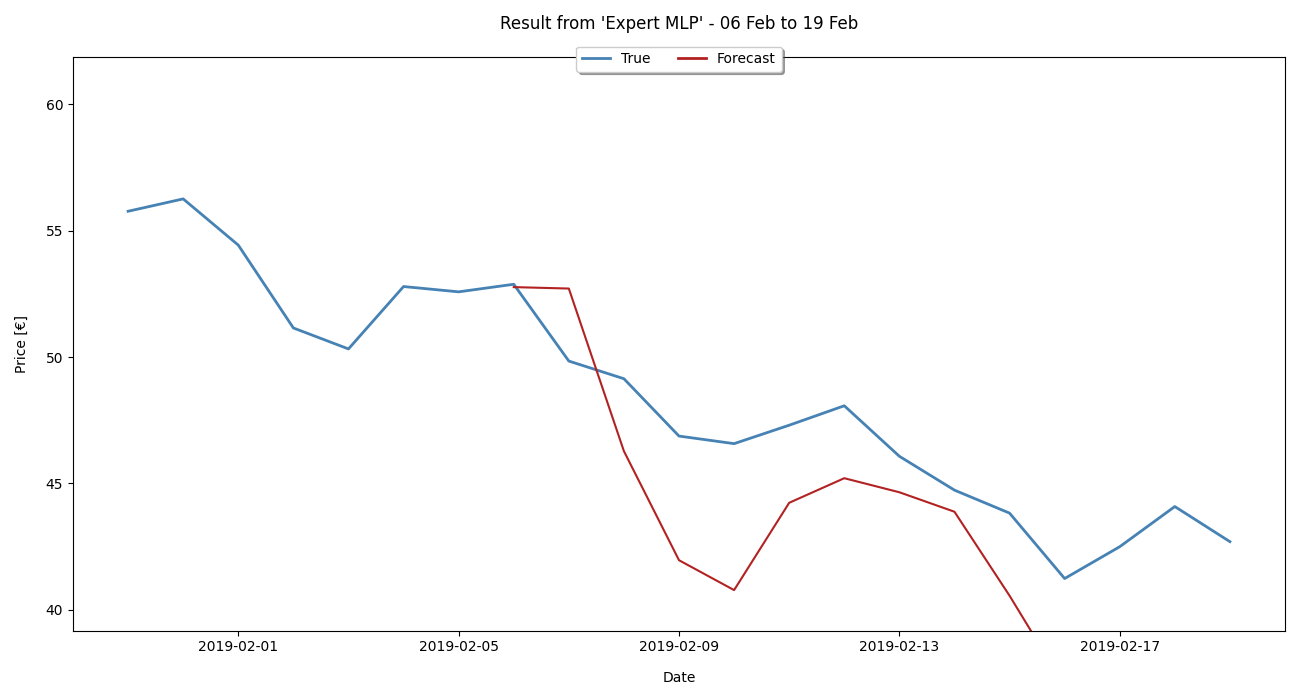 Result from 'Expert MLP' - 06 Feb to 19 Feb
True Forecast
Price [€]
60
55
50
45
40
2019-02-01 2019-02-05 2019-02-09 2019-02-13 2019-02-17
Date